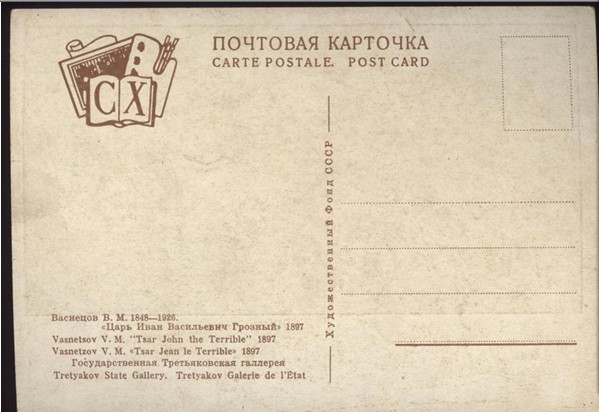 ПОЧТОВАЯ КАРТОЧКА
CARTE POSTALE. POST CARD
СХ
Художественный Фонд СССР
Васнецов В. М. 1848—1926.
«Царь Иван Васильевич Грозный» 1897
Vasnetsov V. M. "Tsar John the Terrible" 1897
Vasnetzov V. M. «Tsar Jean le Terrible» 1897
Государственная Третьяковская галлерея
Tretyakov State Gallery. Tretyakov Galerie de l'État